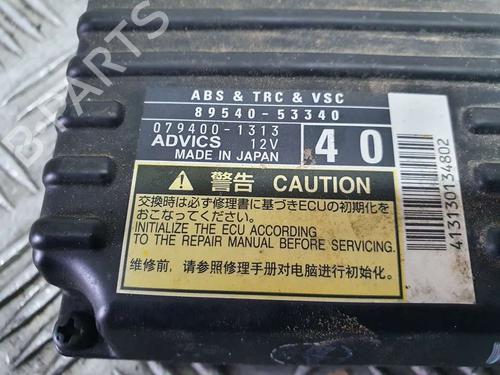 ABS & TRC & VSC
89540-53340
079400-1313
ADVICS 12V
MADE IN JAPAN
40
警告 CAUTION
交換時は必ず修理書に基づきECUの初期化を
おこなってください。
INITIALIZE THE ECU ACCORDING
TO THE REPAIR MANUAL BEFORE SERVICING.
维修前，请参照修理手册对电脑进行初始化。
413130134802
B-PARTS